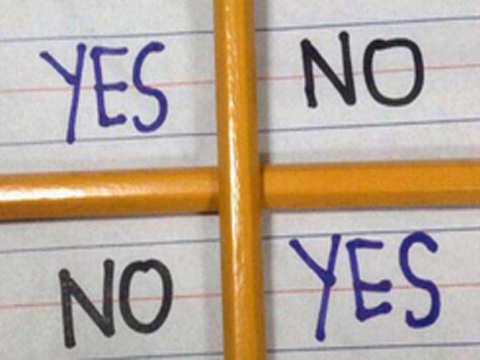 YES NO
NO YES